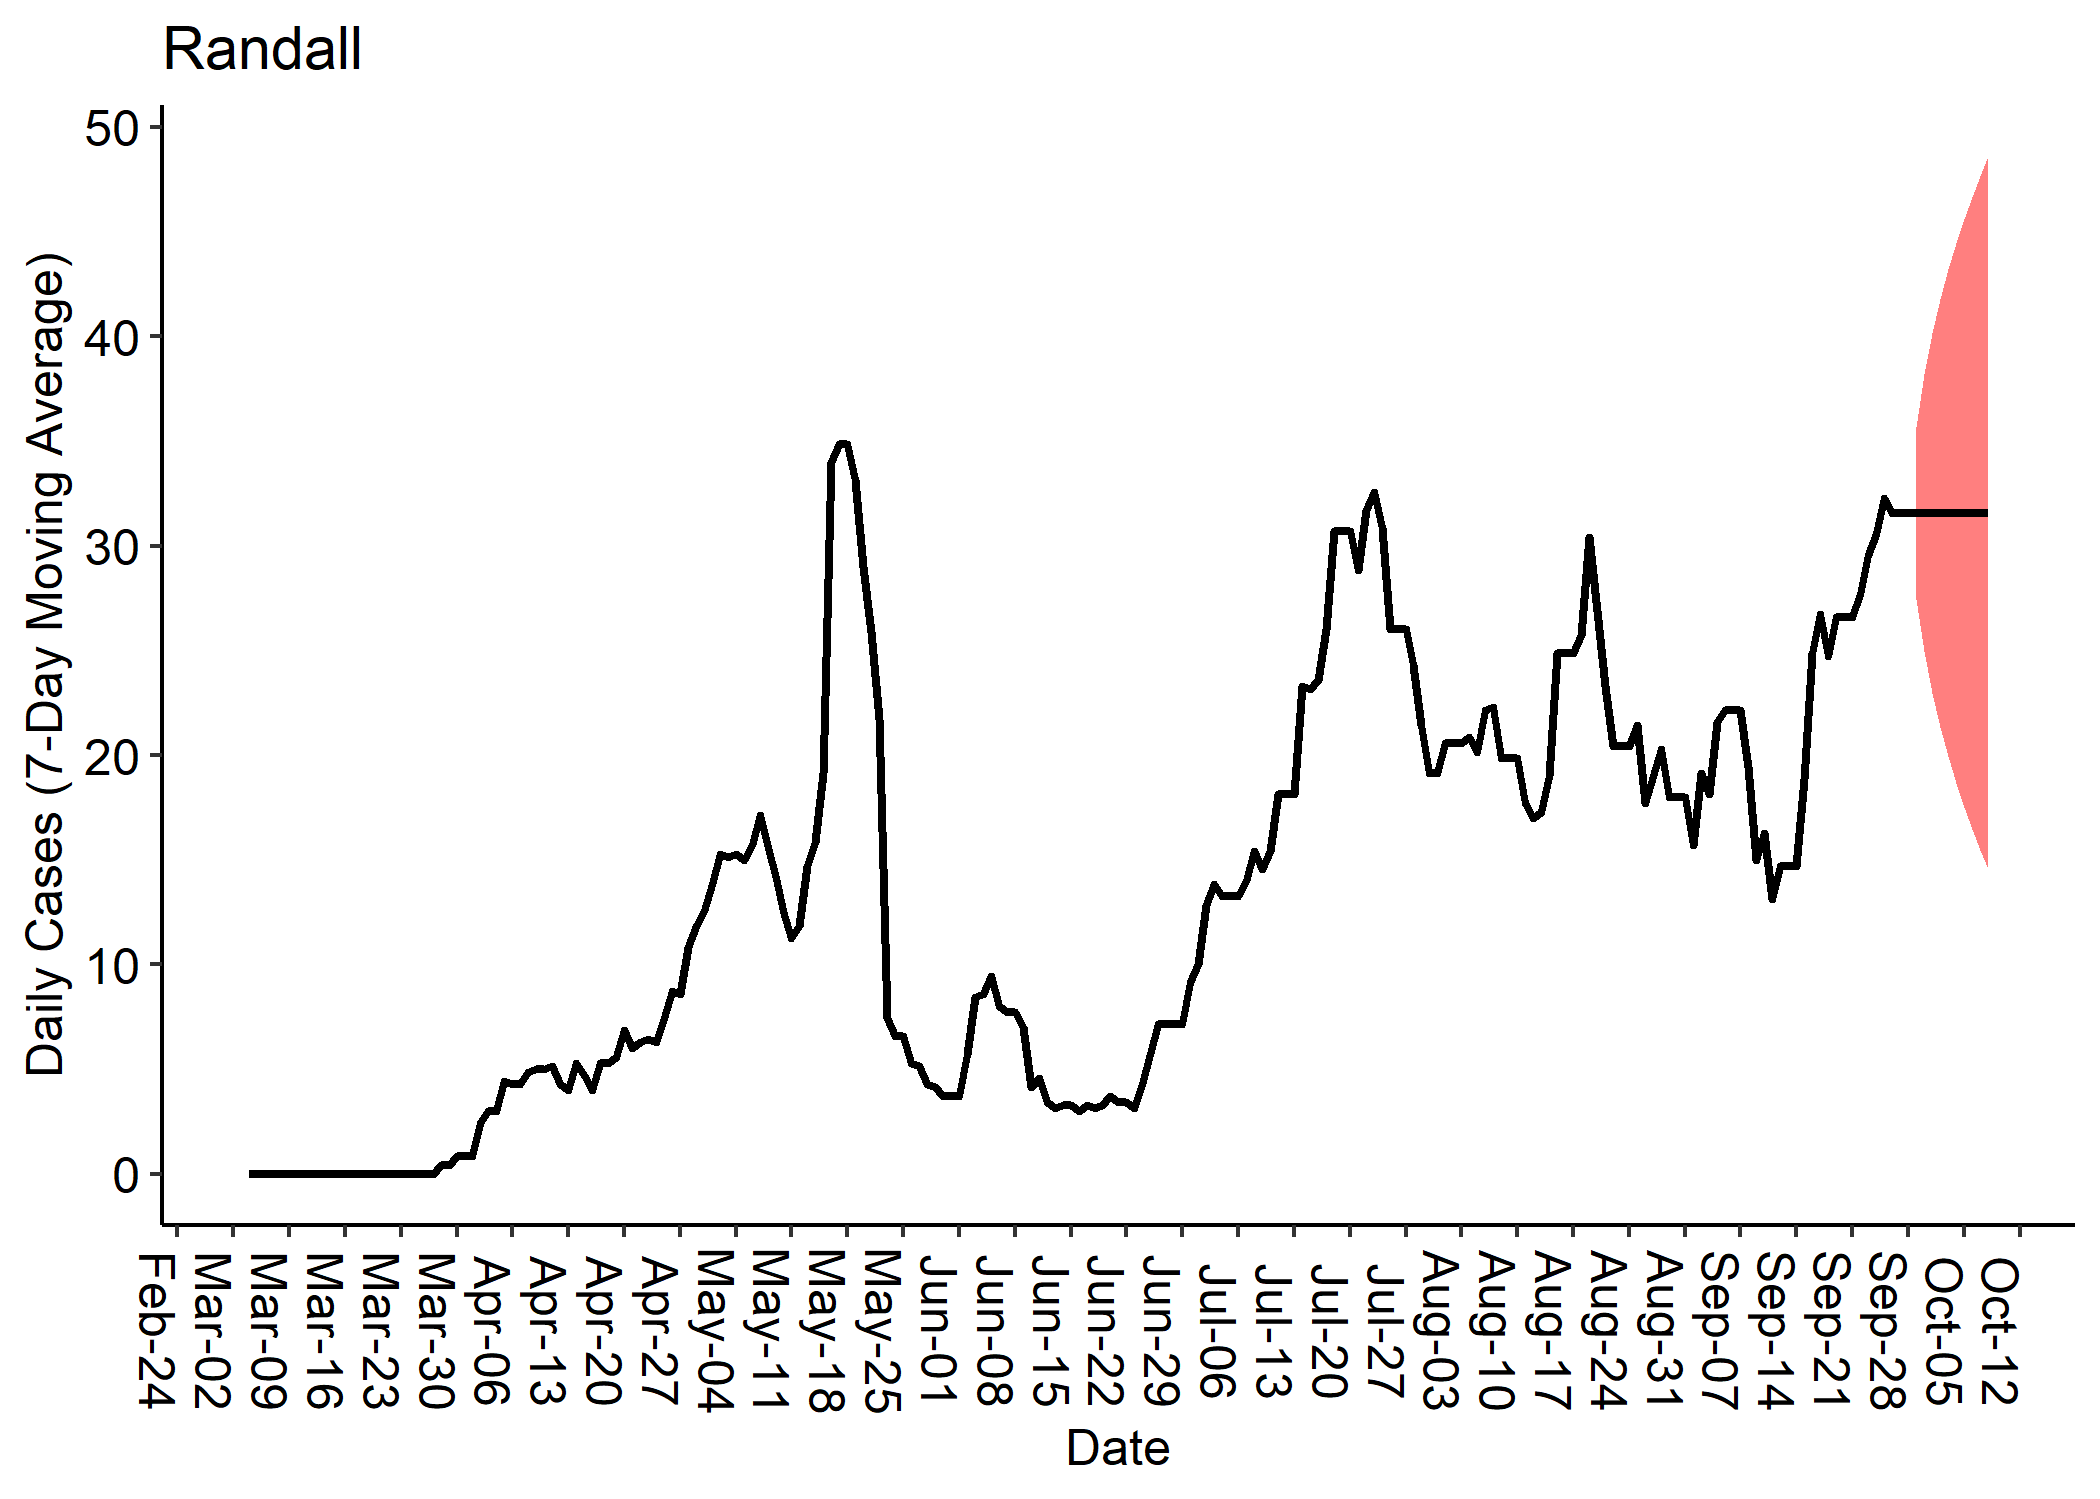 Randall
Daily Cases (7-Day Moving Average)
50
40
30
20
10
0
Feb-24
Mar-02
Mar-09
Mar-16
Mar-23
Mar-30
Apr-06
Apr-13
Apr-20
Apr-27
May-04
May-11
May-18
May-25
Jun-01
Jun-08
Jun-15
Jun-22
Jun-29
Jul-06
Jul-13
Jul-20
Jul-27
Aug-03
Aug-10
Aug-17
Aug-24
Aug-31
Sep-07
Sep-14
Sep-21
Sep-28
Oct-05
Oct-12
Date